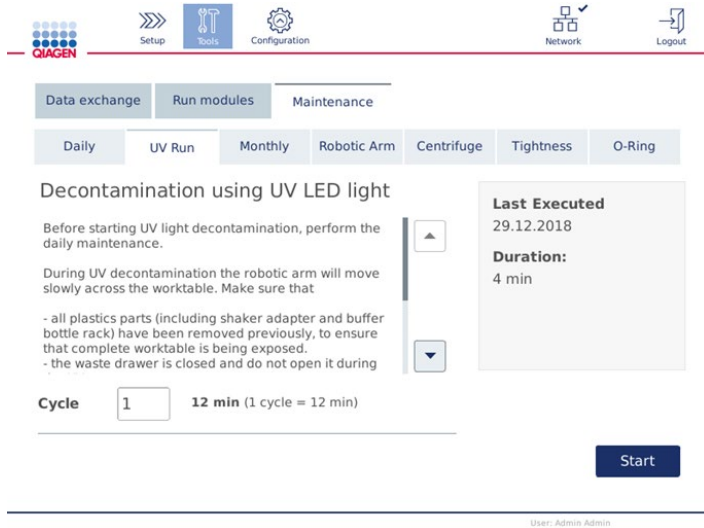 QIAGEN
Setup
Tools
Configuration
Network
Logout
Data exchange
Run modules
Maintenance
Daily
UV Run
Monthly
Robotic Arm
Centrifuge
Tightness
O-Ring
Decontamination using UV LED light
Before starting UV light decontamination, perform the
daily maintenance.
During UV decontamination the robotic arm will move
slowly across the worktable. Make sure that
- all plastics parts (including shaker adapter and buffer
bottle rack) have been removed previously, to ensure
that complete worktable is being exposed.
- the waste drawer is closed and do not open it during
Last Executed
29.12.2018
Duration:
4 min
Cycle 1 12 min (1 cycle = 12 min)
Start
User: Admin Admin